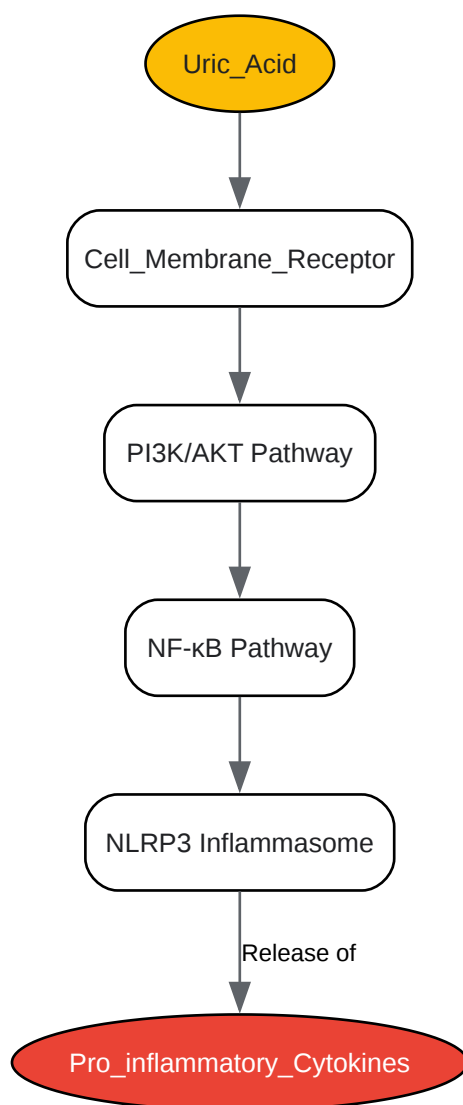 Uric_Acid
Cell_Membrane_Receptor
PI3K/AKT Pathway
NF-κB Pathway
NLRP3 Inflammasome
Release of
Pro_inflammatory_Cytokines